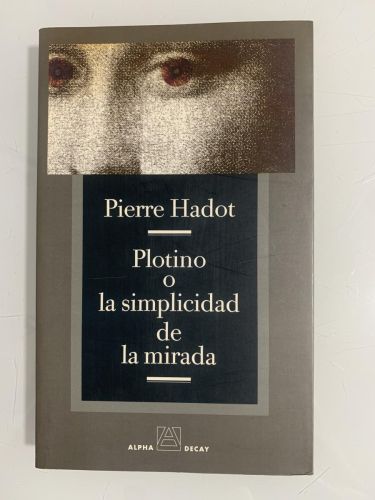 Pierre Hadot
Plotino
o
la simplicidad
de
la mirada
ALPHA DECAY